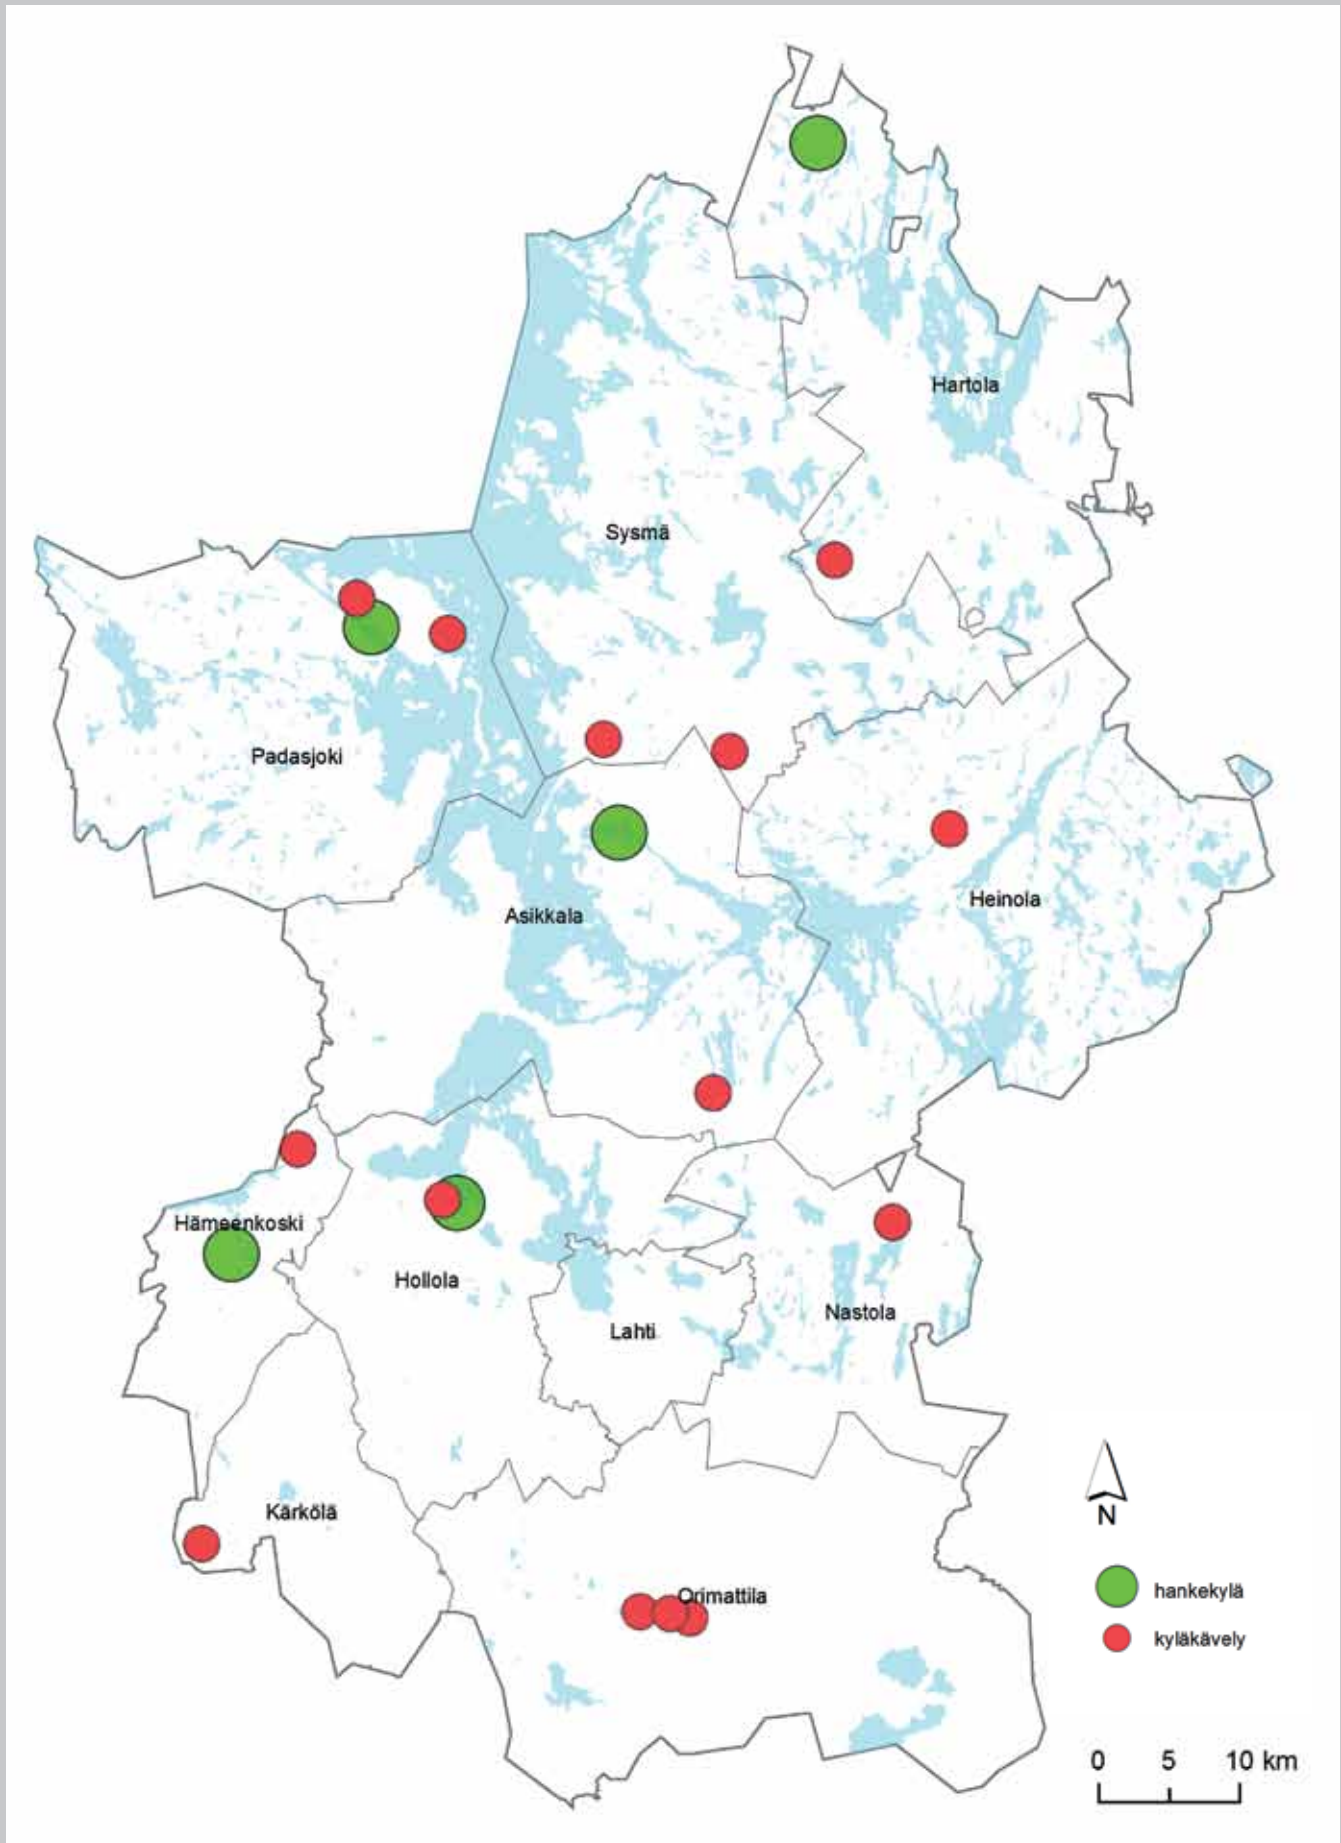 Hartola
Sysmä
Padasjoki
Asikkala
Heinola
Hämeenkoski
Hollola
Nastola
Lahti
Kärkölä
Orimattila
N
hankekylä
kyläkävely
0 5 10 km